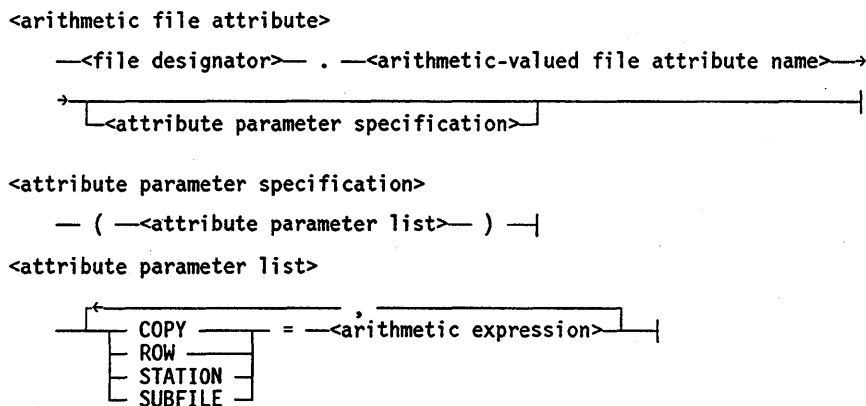 <arithmetic file attribute>
<file designator> . <arithmetic-valued file attribute name>
<attribute parameter specification>
<attribute parameter specification>
( <attribute parameter list> )
<attribute parameter list>
,
COPY = <arithmetic expression>
ROW
STATION
SUBFILE